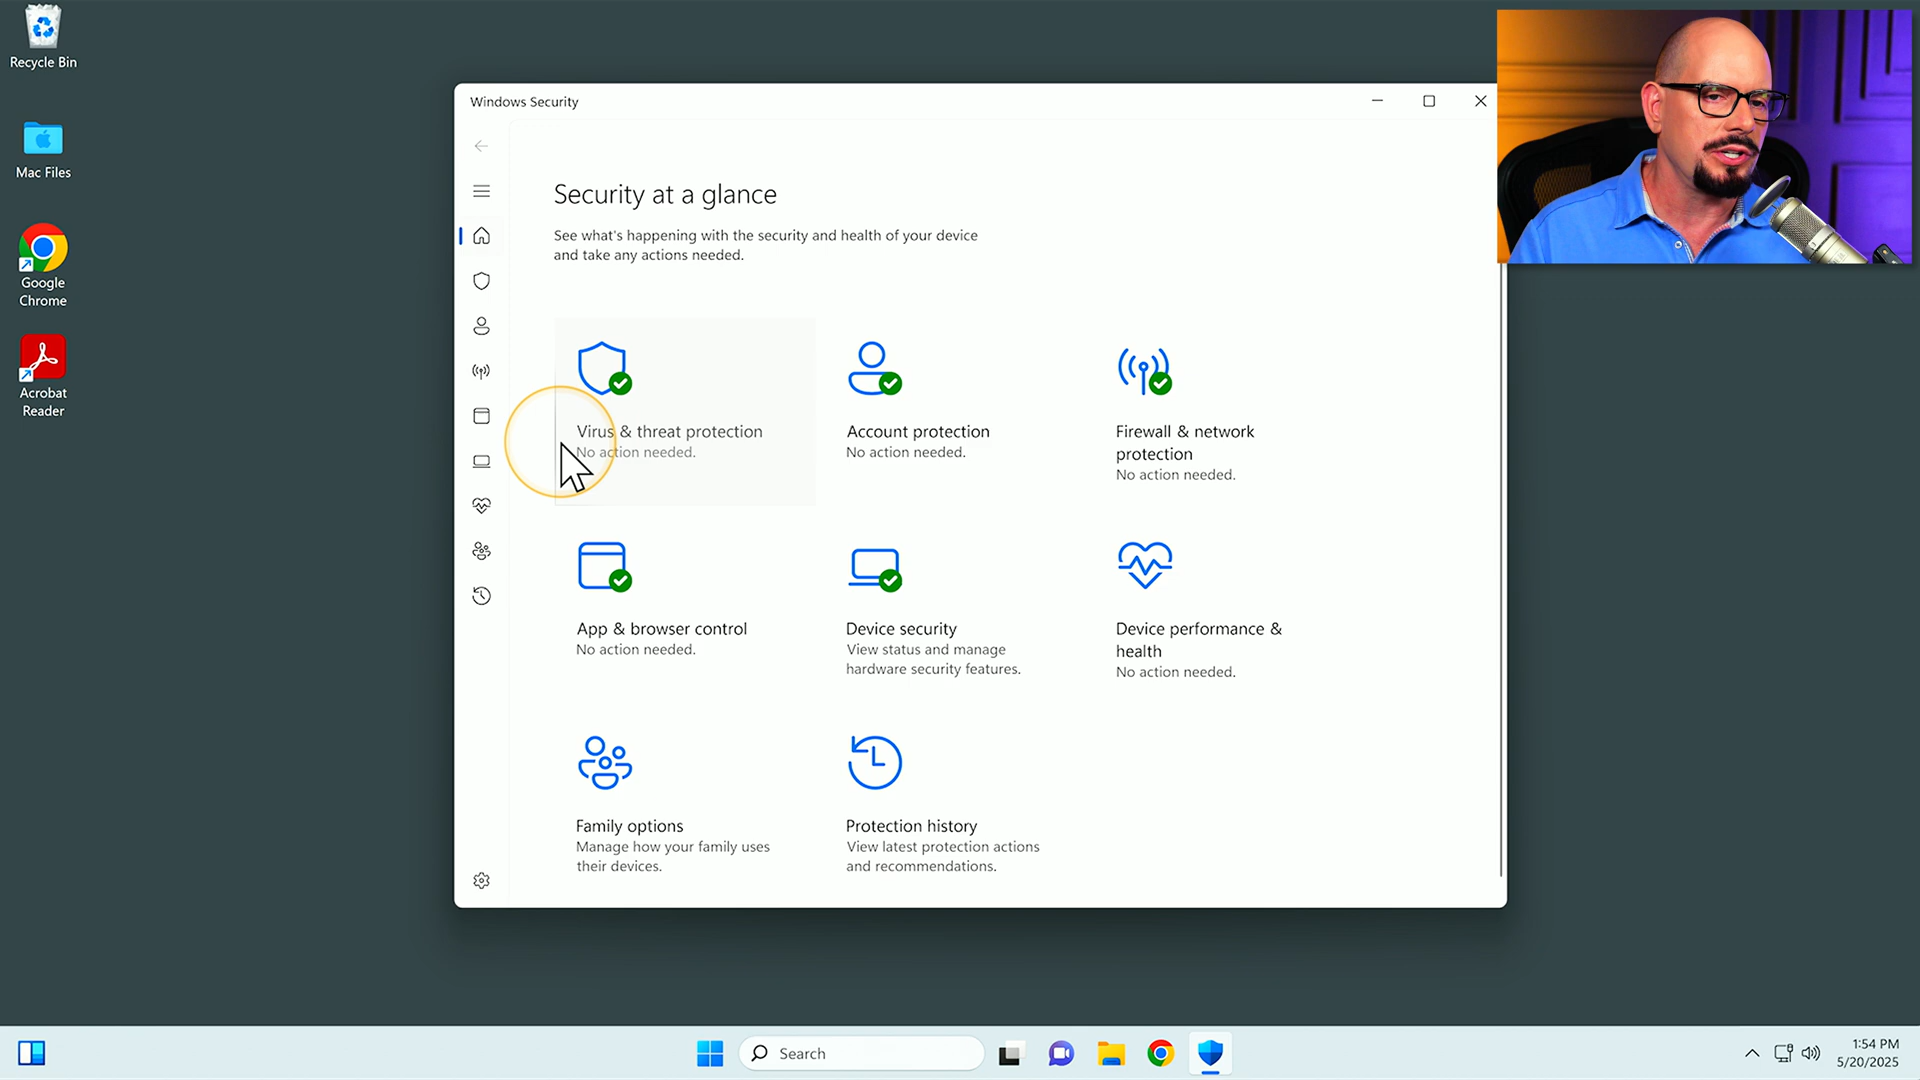 Recycle Bin
Mac Files
Google
Chrome
Acrobat
Reader
Windows Security
Security at a glance
See what's happening with the security and health of your device
and take any actions needed.
Virus & threat protection
No action needed.
Account protection
No action needed.
Firewall & network
protection
No action needed.
App & browser control
No action needed.
Device security
View status and manage
hardware security features.
Device performance &
health
No action needed.
Family options
Manage how your family uses
their devices.
Protection history
View latest protection actions
and recommendations.
Search
1:54 PM
5/20/2025